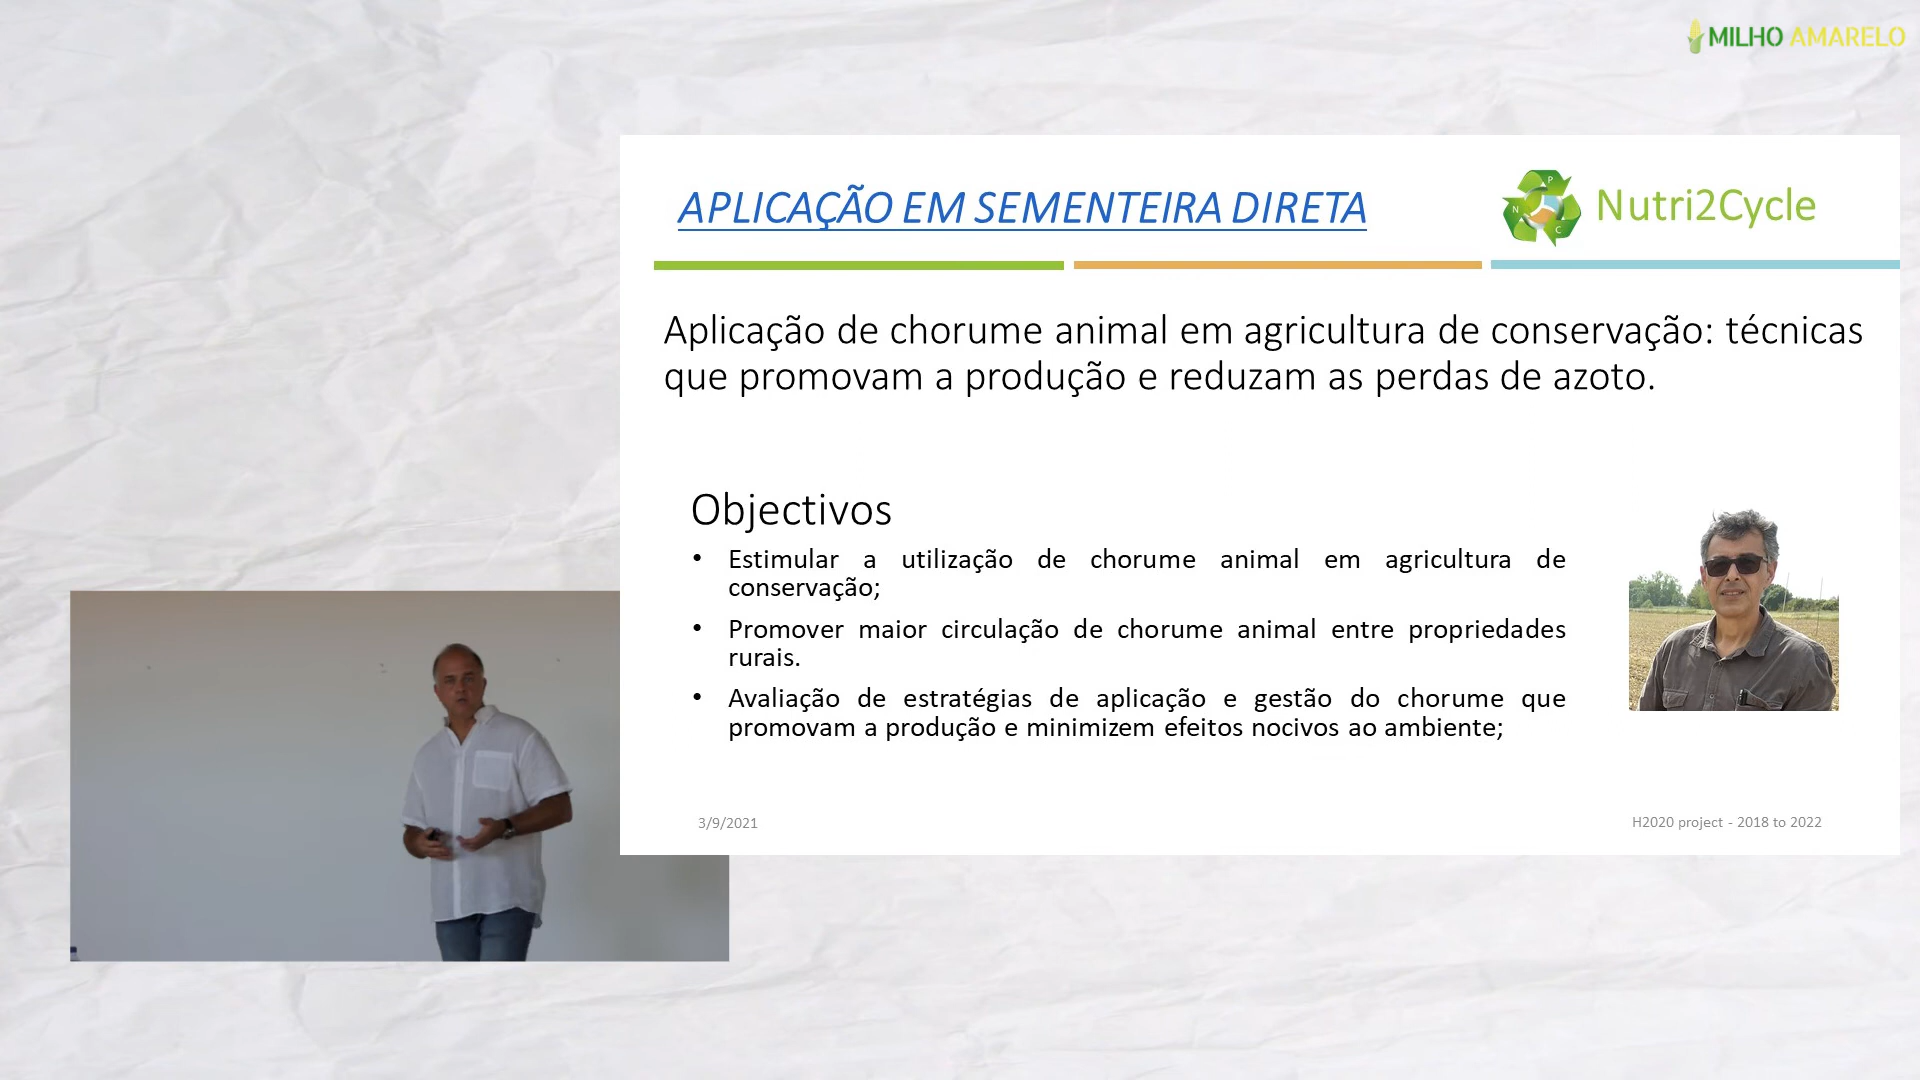 MILHO AMARELO
APLICAÇÃO EM SEMENTEIRA DIRETA
P
N
C
Nutri2Cycle
Aplicação de chorume animal em agricultura de conservação: técnicas
que promovam a produção e reduzam as perdas de azoto.
Objectivos
• Estimular a utilização de chorume animal em agricultura de
conservação;
• Promover maior circulação de chorume animal entre propriedades
rurais.
• Avaliação de estratégias de aplicação e gestão do chorume que
promovam a produção e minimizem efeitos nocivos ao ambiente;
3/9/2021
H2020 project - 2018 to 2022